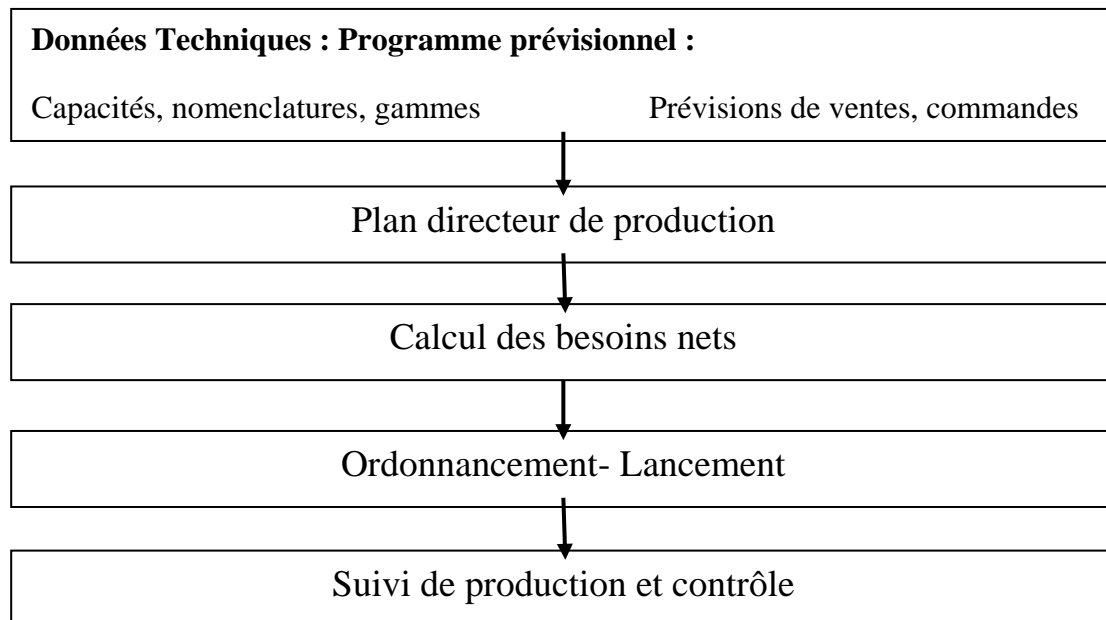 Données Techniques : Programme prévisionnel :
Capacités, nomenclatures, gammes Prévisions de ventes, commandes
Plan directeur de production
Calcul des besoins nets
Ordonnancement- Lancement
Suivi de production et contrôle